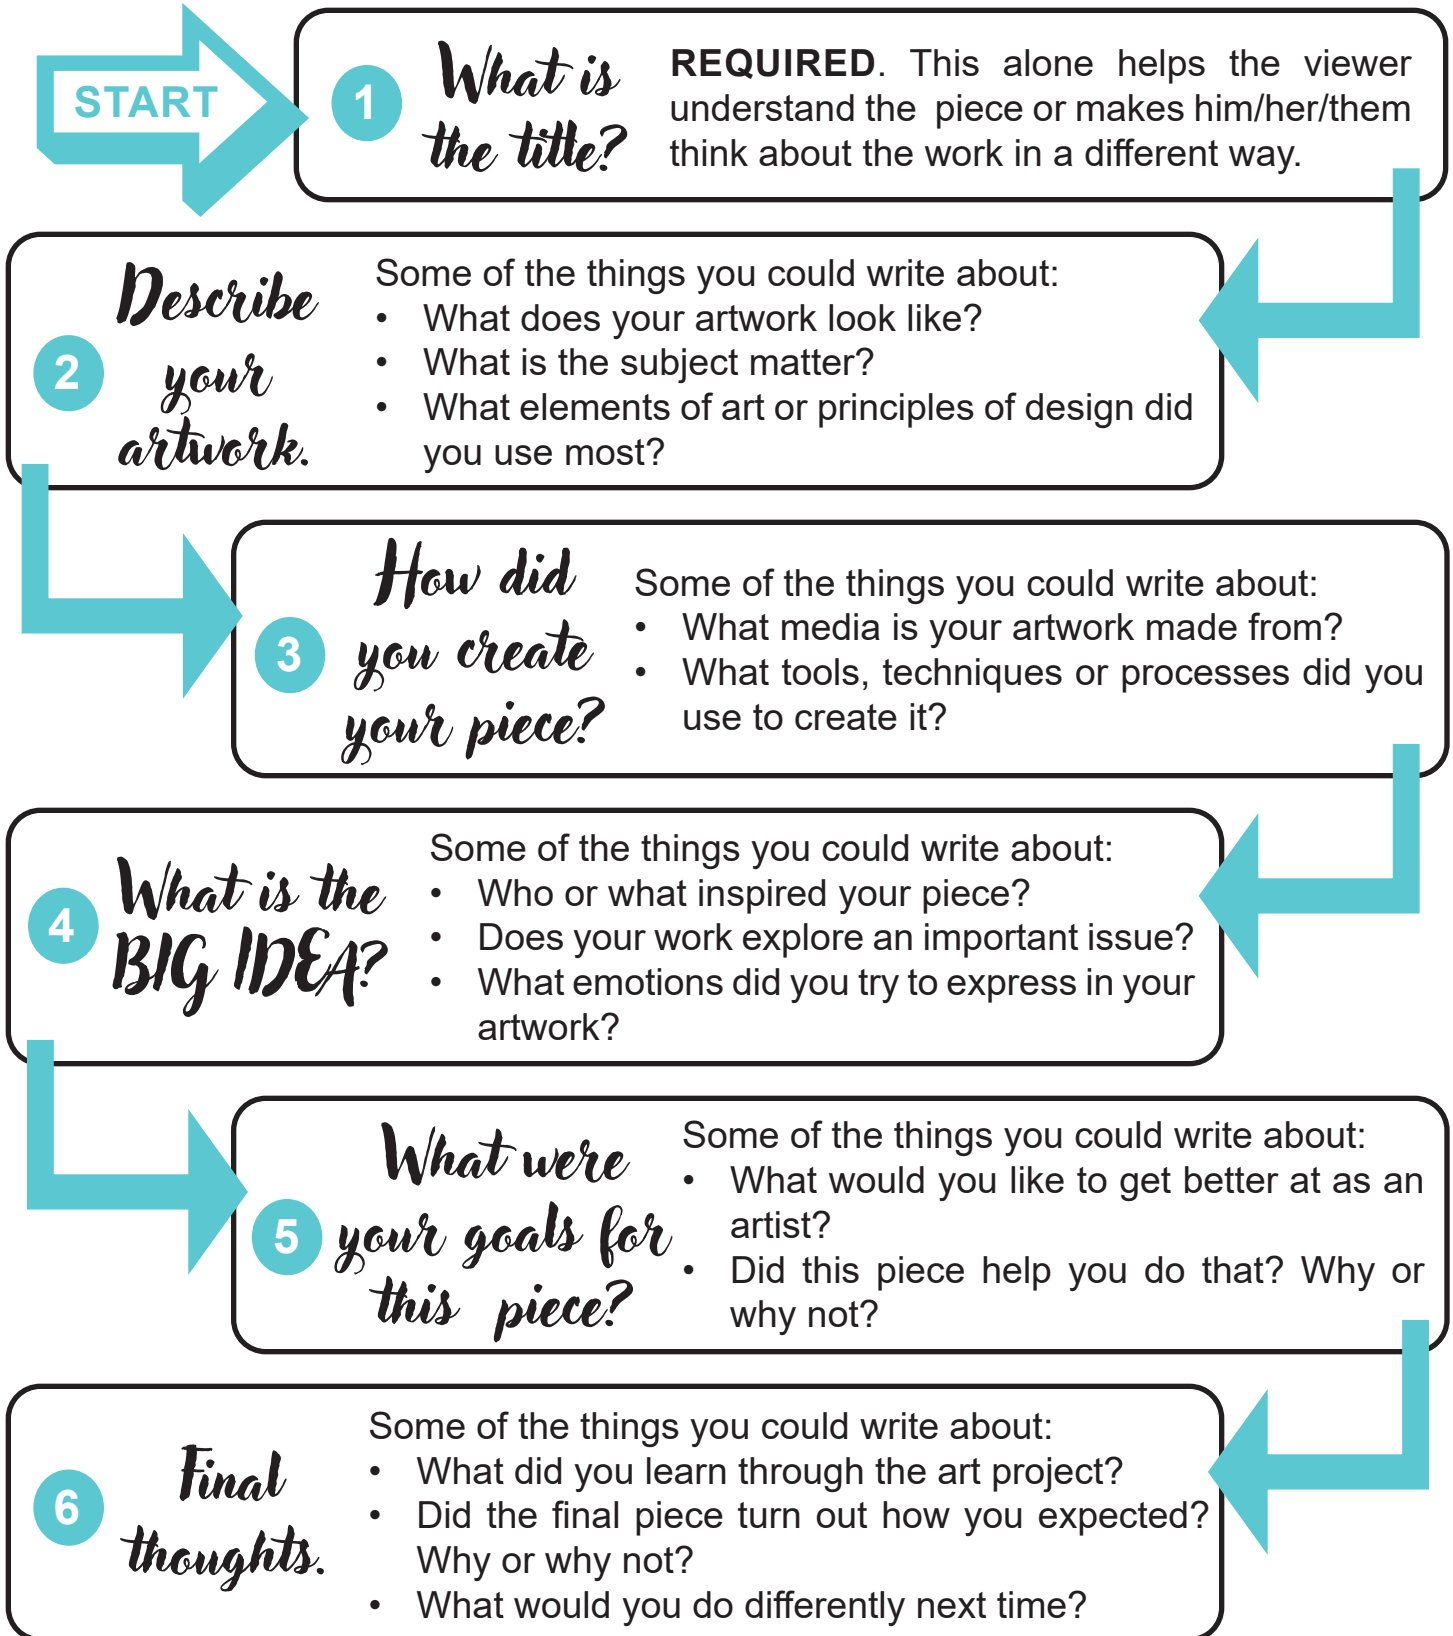 START
1
What is
the title?
REQUIRED. This alone helps the viewer
understand the piece or makes him/her/them
think about the work in a different way.
2
Describe
your
artwork.
Some of the things you could write about:
• What does your artwork look like?
• What is the subject matter?
• What elements of art or principles of design did
you use most?
3
How did
you create
your piece?
Some of the things you could write about:
• What media is your artwork made from?
• What tools, techniques or processes did you
use to create it?
4
What is the
BIG IDEA?
Some of the things you could write about:
• Who or what inspired your piece?
• Does your work explore an important issue?
• What emotions did you try to express in your
artwork?
5
What were
your goals for
this piece?
Some of the things you could write about:
• What would you like to get better at as an
artist?
• Did this piece help you do that? Why or
why not?
6
Final
thoughts.
Some of the things you could write about:
• What did you learn through the art project?
• Did the final piece turn out how you expected?
Why or why not?
• What would you do differently next time?